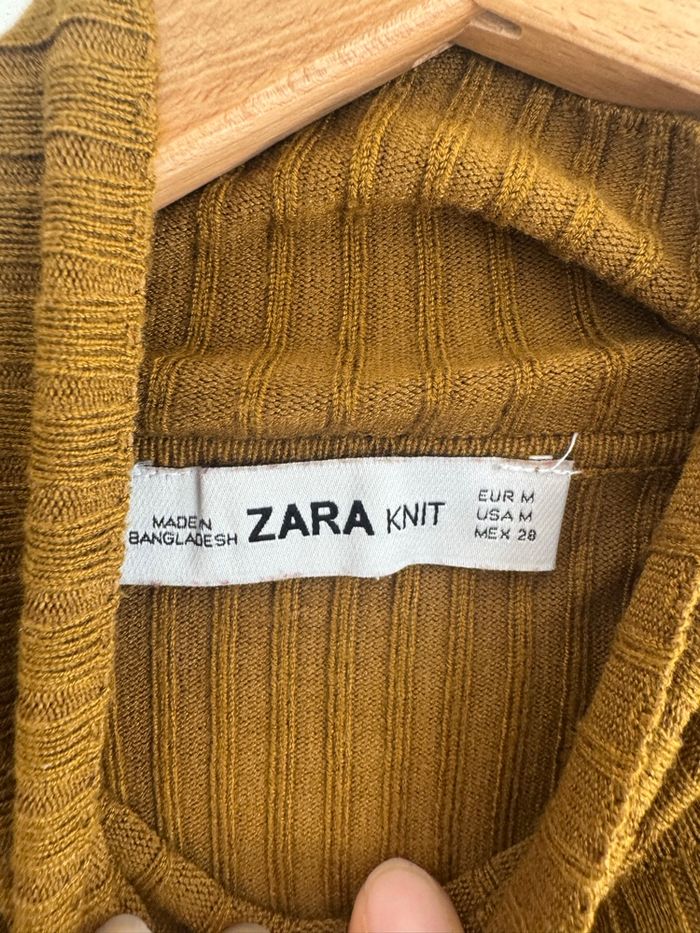 MADE IN
BANGLADESH
ZARA KNIT
EUR M
USA M
MEX 28